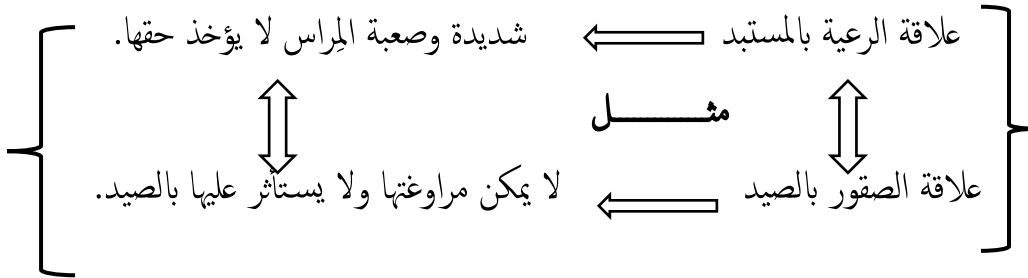 علاقة الرعية بالمستبد شديدة وصعبة المِراس لا يؤخذ حقها.
مثــــــــل
علاقة الصقور بالصيد لا يمكن مراوغتها ولا يستأثر عليها بالصيد.